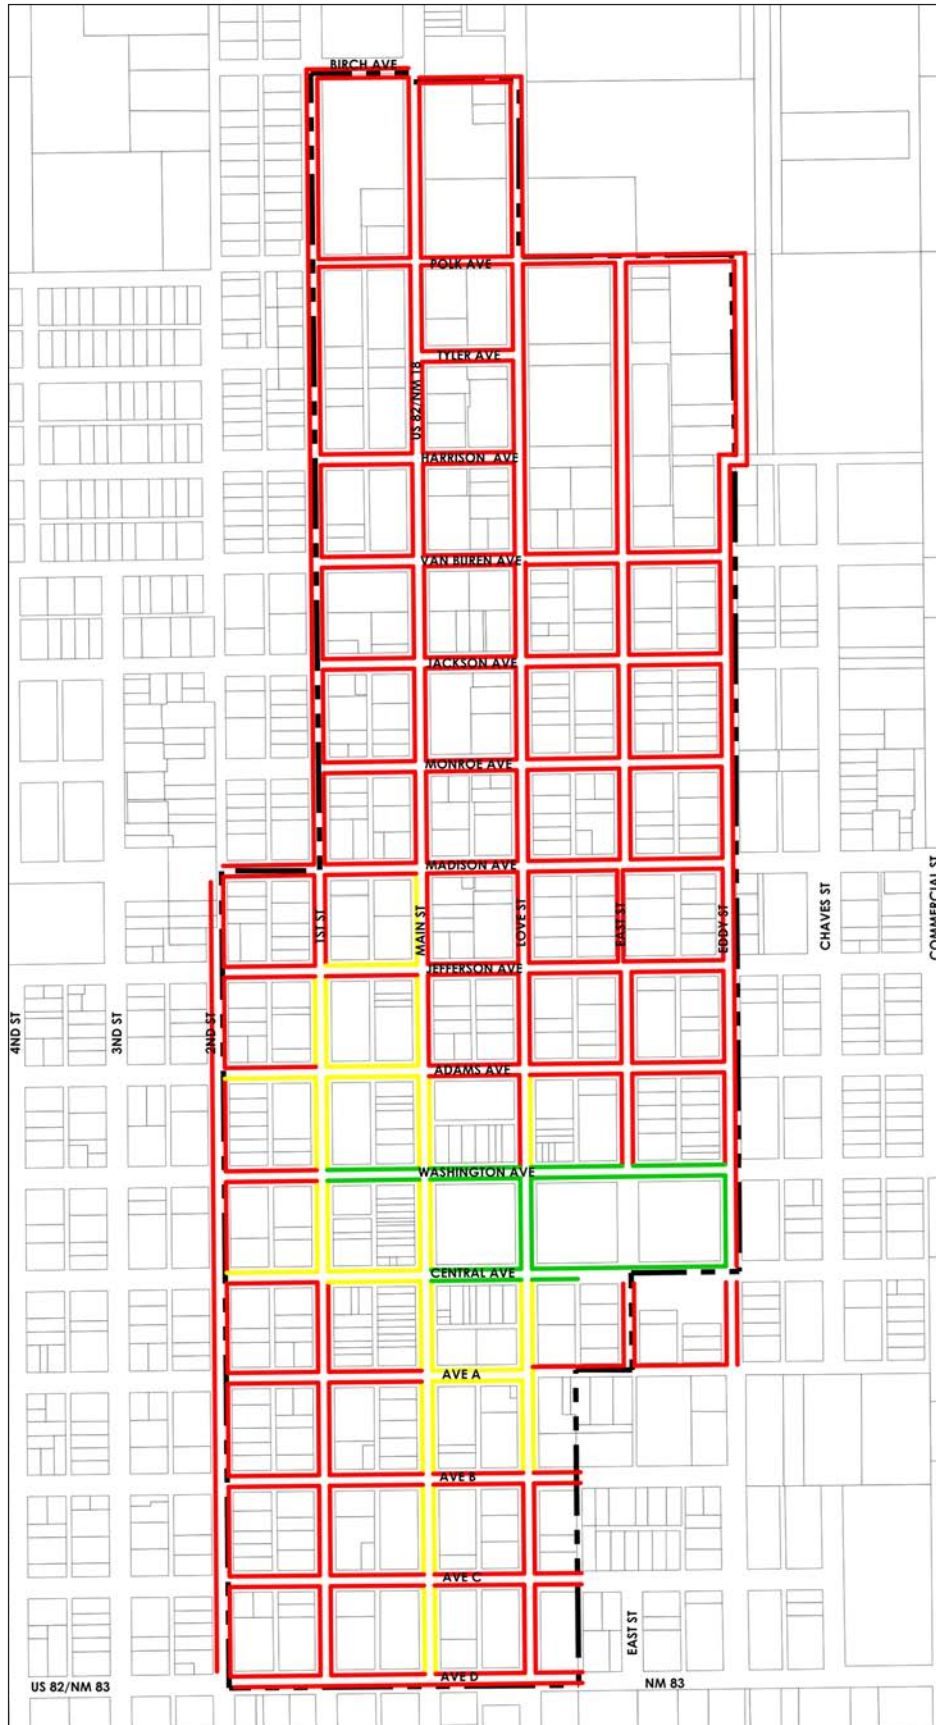 BIRCH AVE
POLK AVE
TYLER AVE
US 82/NM 18
HARRISON AVE
VAN BUREN AVE
JACKSON AVE
MONROE AVE
MADISON AVE
4ND ST
3ND ST
2ND ST
1ST ST
MAIN ST
LOVE ST
EAST ST
EDDY ST
CHAVES ST
COMMERCIAL ST
JEFFERSON AVE
ADAMS AVE
WASHINGTON AVE
CENTRAL AVE
AVE A
AVE B
AVE C
EAST ST
AVE D
US 82/NM 83
NM 83